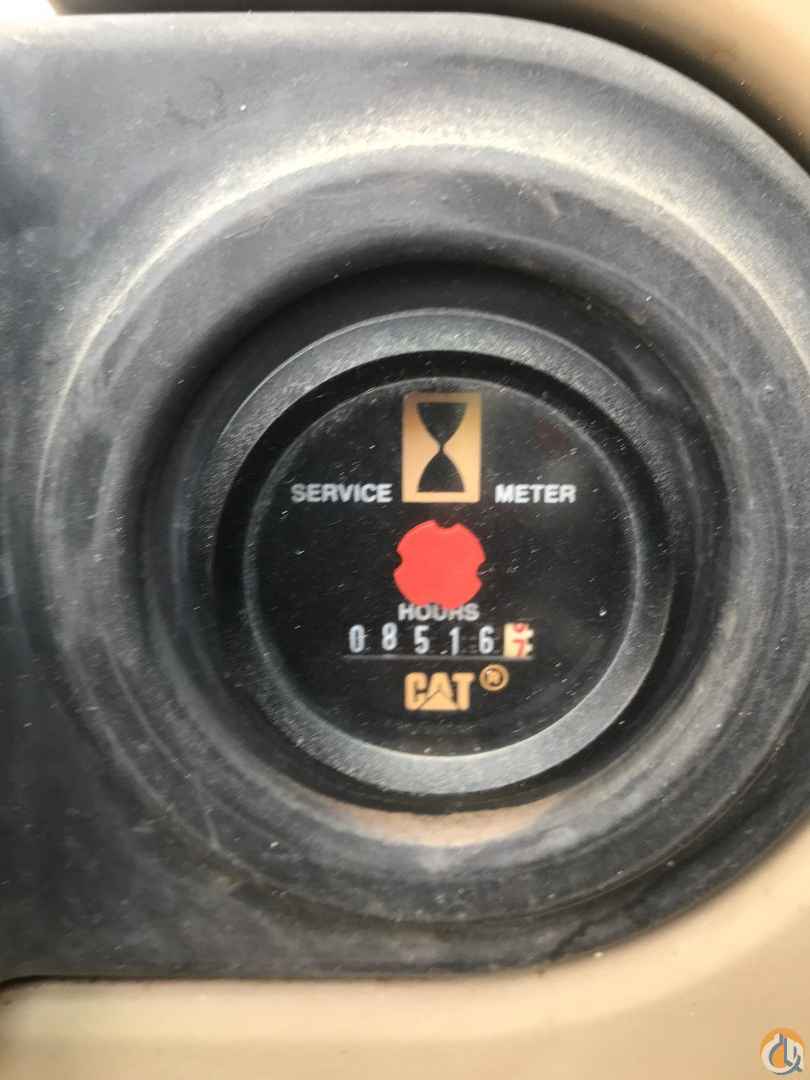 SERVICE METER
HOURS
08516
CAT